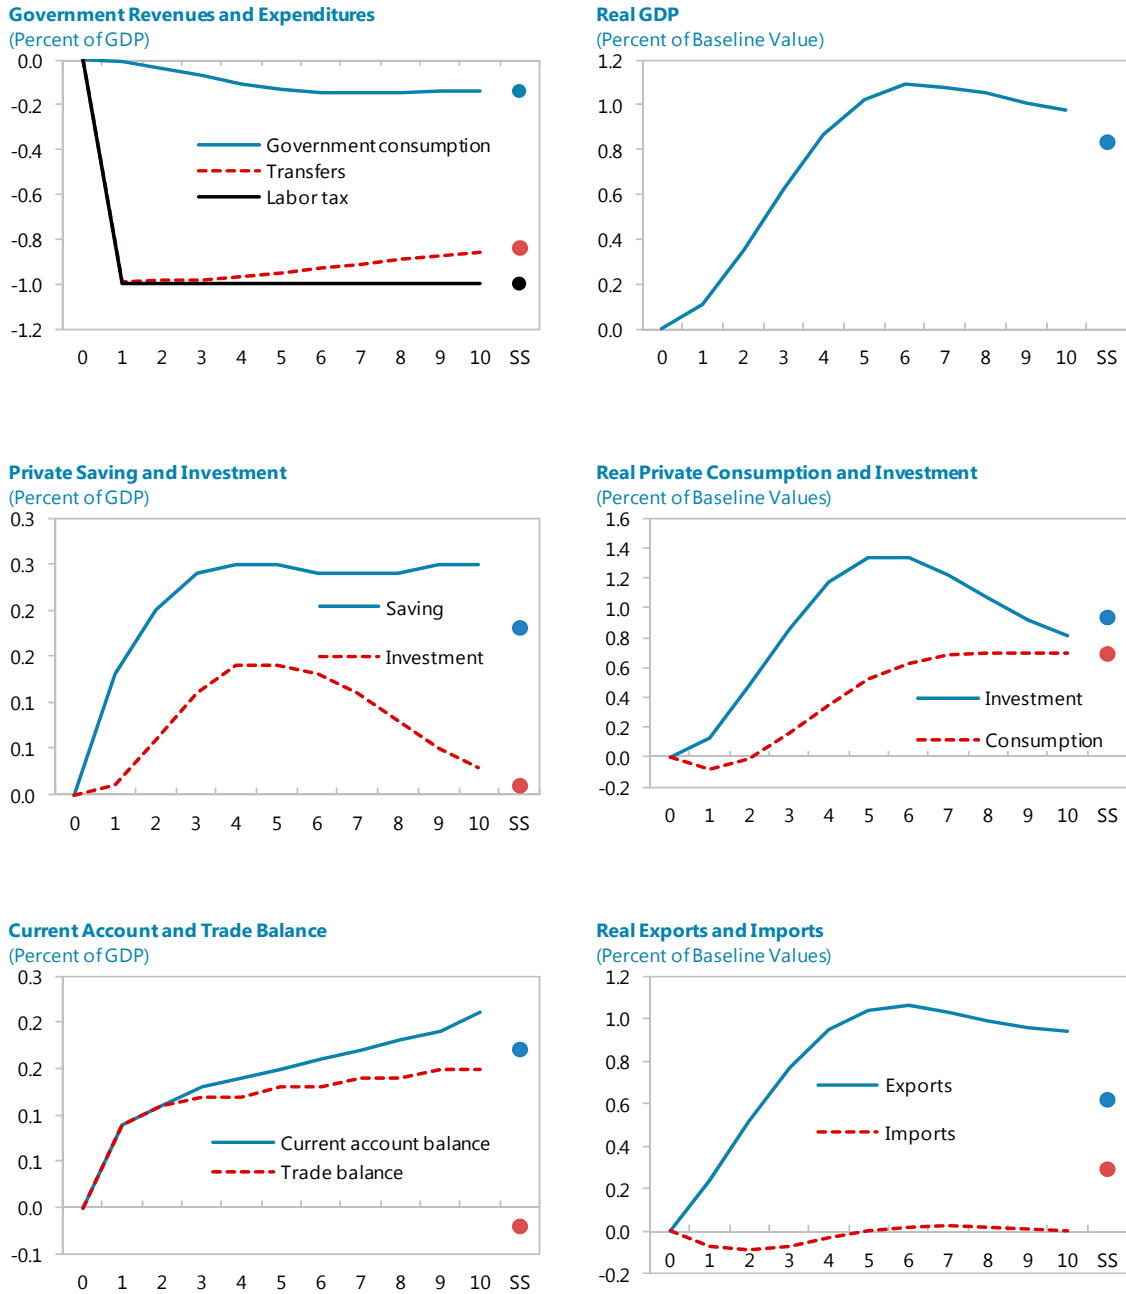 Government Revenues and Expenditures
(Percent of GDP)
0.0
-0.2
-0.4
-0.6
-0.8
-1.0
-1.2
Government consumption
Transfers
Labor tax
0 1 2 3 4 5 6 7 8 9 10 SS
Real GDP
(Percent of Baseline Value)
1.2
1.0
0.8
0.6
0.4
0.2
0.0
0 1 2 3 4 5 6 7 8 9 10 SS
Private Saving and Investment
(Percent of GDP)
0.3
0.3
0.2
0.2
0.1
0.1
0.0
Saving
Investment
0 1 2 3 4 5 6 7 8 9 10 SS
Real Private Consumption and Investment
(Percent of Baseline Values)
1.6
1.4
1.2
1.0
0.8
0.6
0.4
0.2
0.0
-0.2
Investment
Consumption
0 1 2 3 4 5 6 7 8 9 10 SS
Current Account and Trade Balance
(Percent of GDP)
0.3
0.2
0.2
0.1
0.1
0.0
-0.1
Current account balance
Trade balance
0 1 2 3 4 5 6 7 8 9 10 SS
Real Exports and Imports
(Percent of Baseline Values)
1.2
1.0
0.8
0.6
0.4
0.2
0.0
-0.2
Exports
Imports
0 1 2 3 4 5 6 7 8 9 10 SS